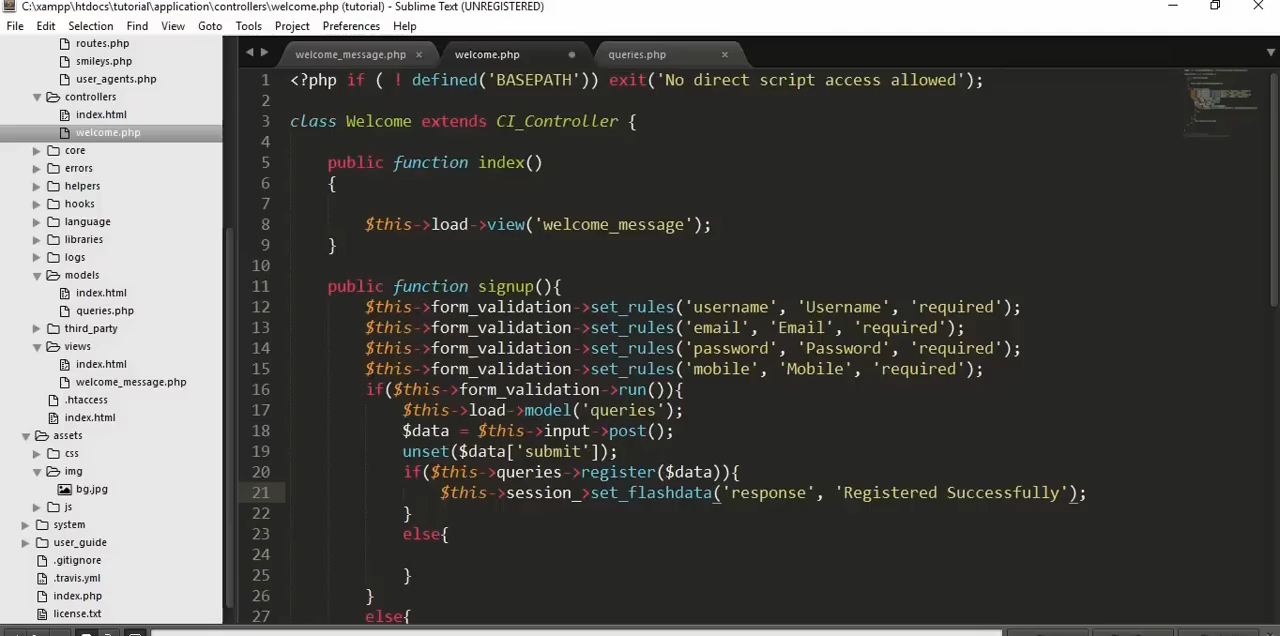 C:\xampp\htdocs\tutorial\application\controllers\welcome.php (tutorial) - Sublime Text (UNREGISTERED)
File Edit Selection Find View Goto Tools Project Preferences Help
routes.php
smileys.php
user_agents.php
controllers
index.html
welcome.php
core
errors
helpers
hooks
language
libraries
logs
models
index.html
queries.php
third_party
views
index.html
welcome_message.php
.htaccess
index.html
assets
css
img
bg.jpg
js
system
user_guide
.gitignore
.travis.yml
index.php
license.txt
welcome_message.php × welcome.php queries.php ×
1 <?php if ( ! defined('BASEPATH')) exit('No direct script access allowed');
2
3 class Welcome extends CI_Controller {
4
5 public function index()
6 {
7
8 $this->load->view('welcome_message');
9 }
10
11 public function signup(){
12 $this->form_validation->set_rules('username', 'Username', 'required');
13 $this->form_validation->set_rules('email', 'Email', 'required');
14 $this->form_validation->set_rules('password', 'Password', 'required');
15 $this->form_validation->set_rules('mobile', 'Mobile', 'required');
16 if($this->form_validation->run()){
17 $this->load->model('queries');
18 $data = $this->input->post();
19 unset($data['submit']);
20 if($this->queries->register($data)){
21 $this->session_>set_flashdata('response', 'Registered Successfully');
22 }
23 else{
24
25 }
26 }
27 else{